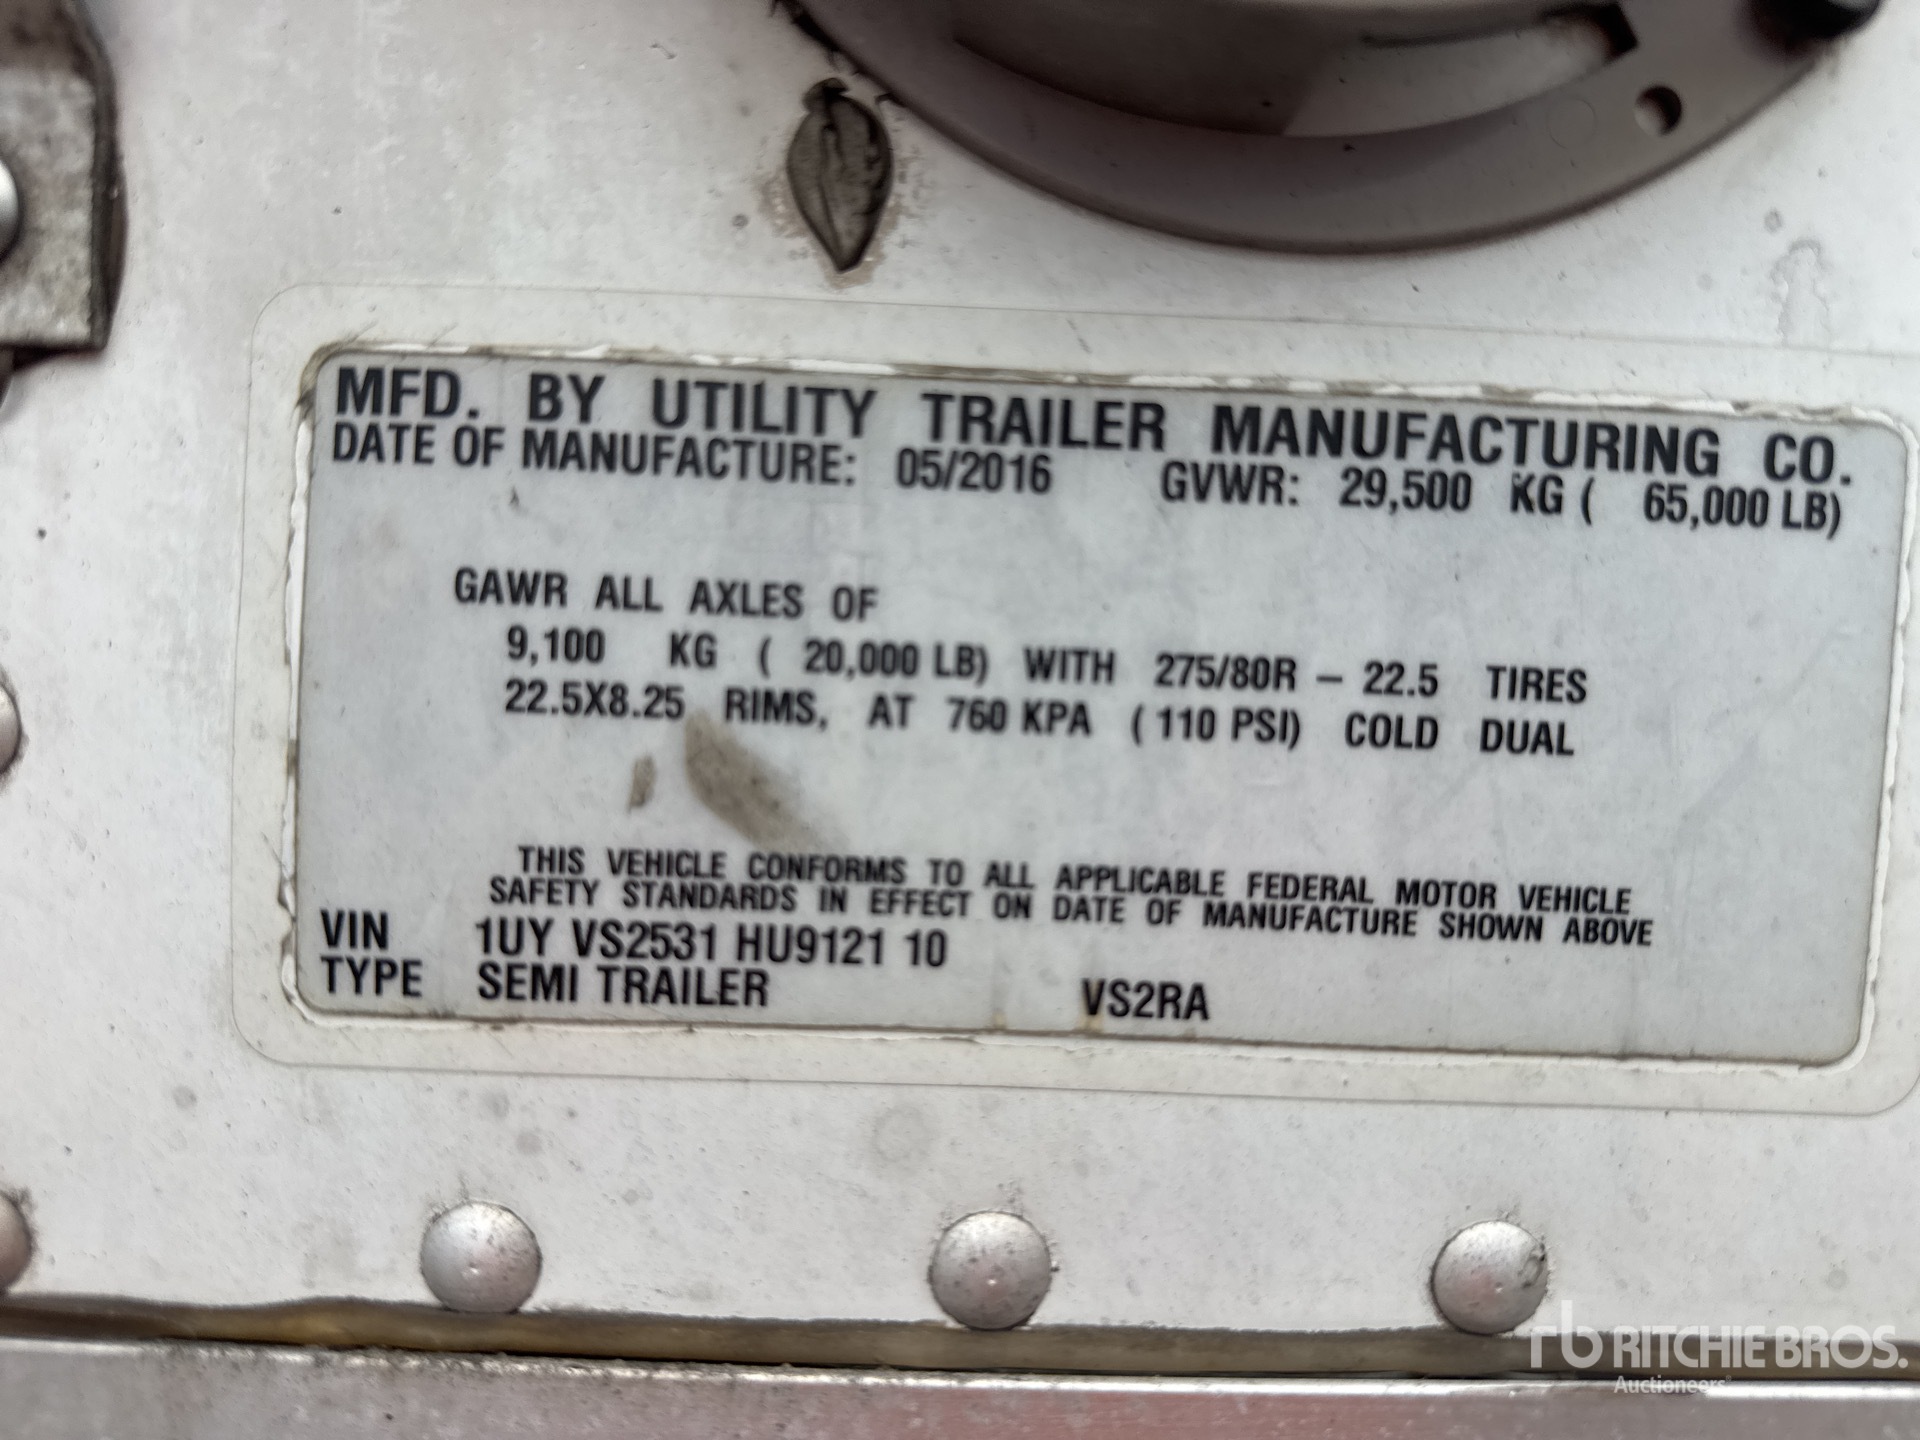 MFD. BY UTILITY TRAILER MANUFACTURING CO.
DATE OF MANUFACTURE: 05/2016 GVWR: 29,500 KG ( 65,000 LB)
GAWR ALL AXLES OF
9,100 KG ( 20,000 LB) WITH 275/80R – 22.5 TIRES
22.5X8.25 RIMS, AT 760 KPA ( 110 PSI) COLD DUAL
THIS VEHICLE CONFORMS TO ALL APPLICABLE FEDERAL MOTOR VEHICLE
SAFETY STANDARDS IN EFFECT ON DATE OF MANUFACTURE SHOWN ABOVE
VIN 1UY VS2531 HU9121 10
TYPE SEMI TRAILER VS2RA
rb RITCHIE BROS.
Auctioneers